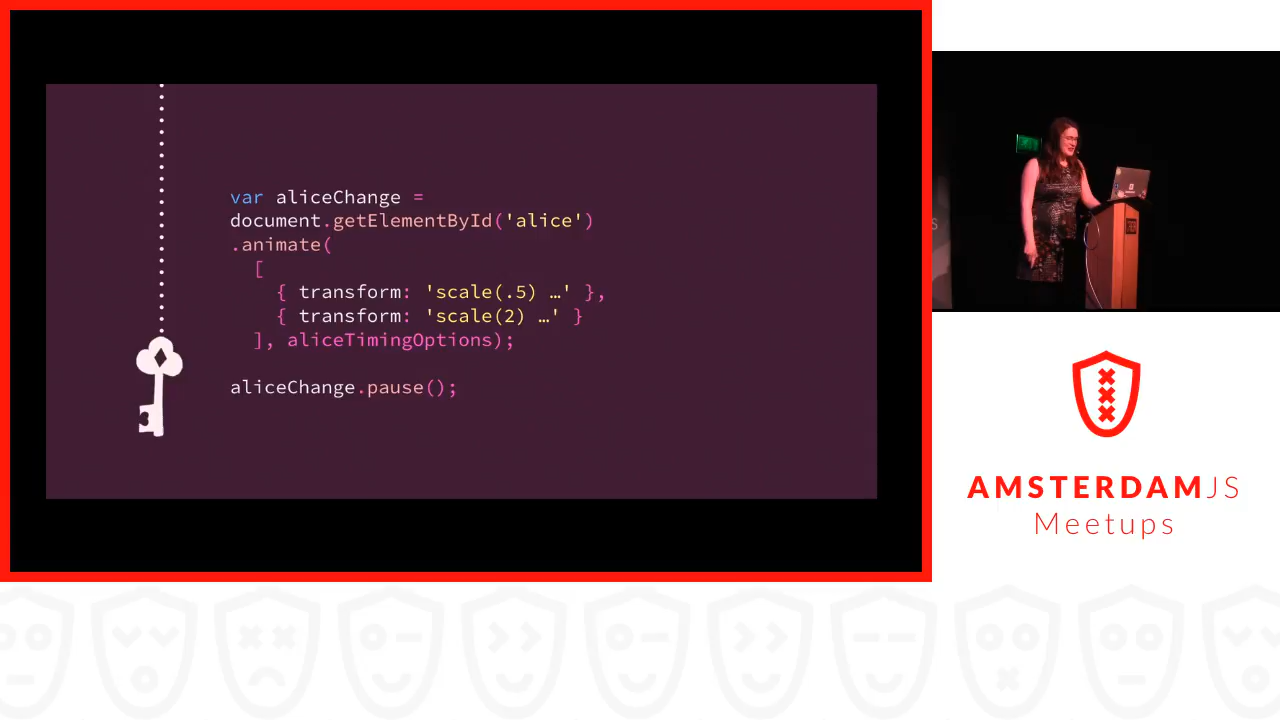 var aliceChange =
document.getElementById('alice')
.animate(
[
{ transform: 'scale(.5) …' },
{ transform: 'scale(2) …' }
], aliceTimingOptions);
aliceChange.pause();
AMSTERDAMJS
Meetups